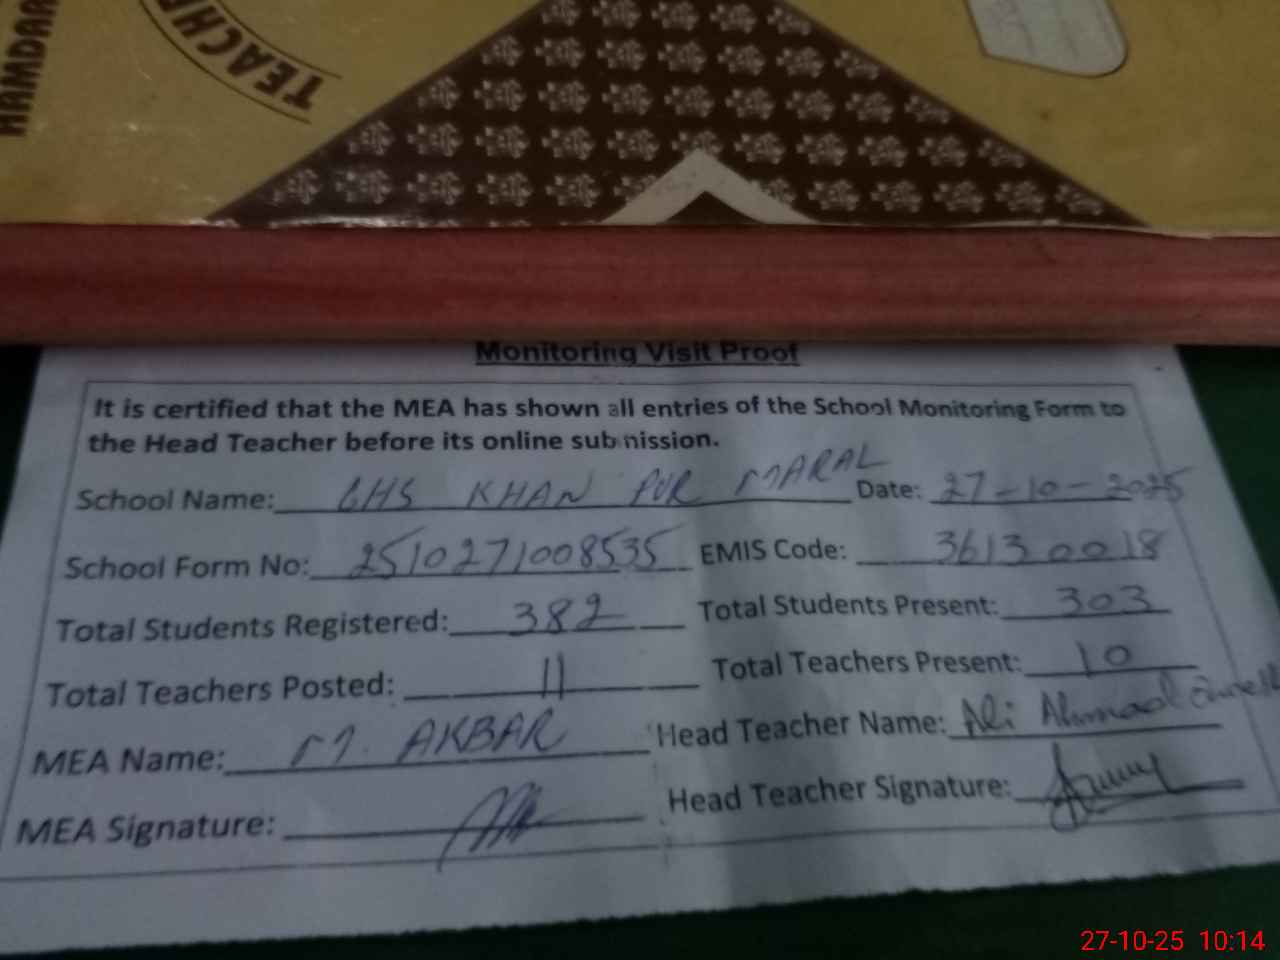 HAMDAR
TEACHE
Monitoring Visit Proof
It is certified that the MEA has shown all entries of the School Monitoring Form to
the Head Teacher before its online submission.
School Name: GHS KHAN PUR MARAL Date: 27-10-2025
School Form No: 2510271008535 EMIS Code: 36130018
Total Students Registered: 382 Total Students Present: 303
Total Teachers Posted: 11 Total Teachers Present: 10
MEA Name: M. AKBAR Head Teacher Name: Ali Ahmad
MEA Signature: Head Teacher Signature:
27-10-25 10:14